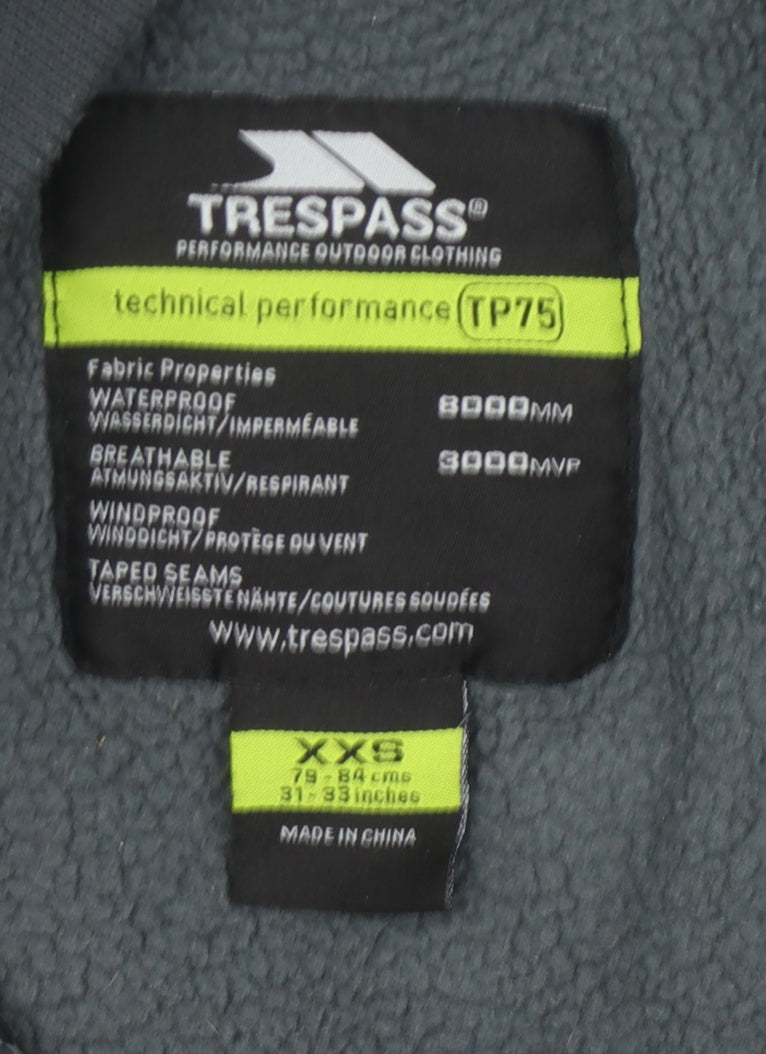 TRESPASS®
PERFORMANCE OUTDOOR CLOTHING
technical performance TP75
Fabric Properties
WATERPROOF 8000MM
WASSERDICHT/IMPERMÉABLE
BREATHABLE 3000MVP
ATMUNGSAKTIV/RESPIRANT
WINDPROOF
WINDDICHT/PROTÈGE DU VENT
TAPED SEAMS
VERSCHWEISSTE NÄHTE/COUTURES SOUDÉES
www.trespass.com
XXS
79-84 cms
31-33 inches
MADE IN CHINA